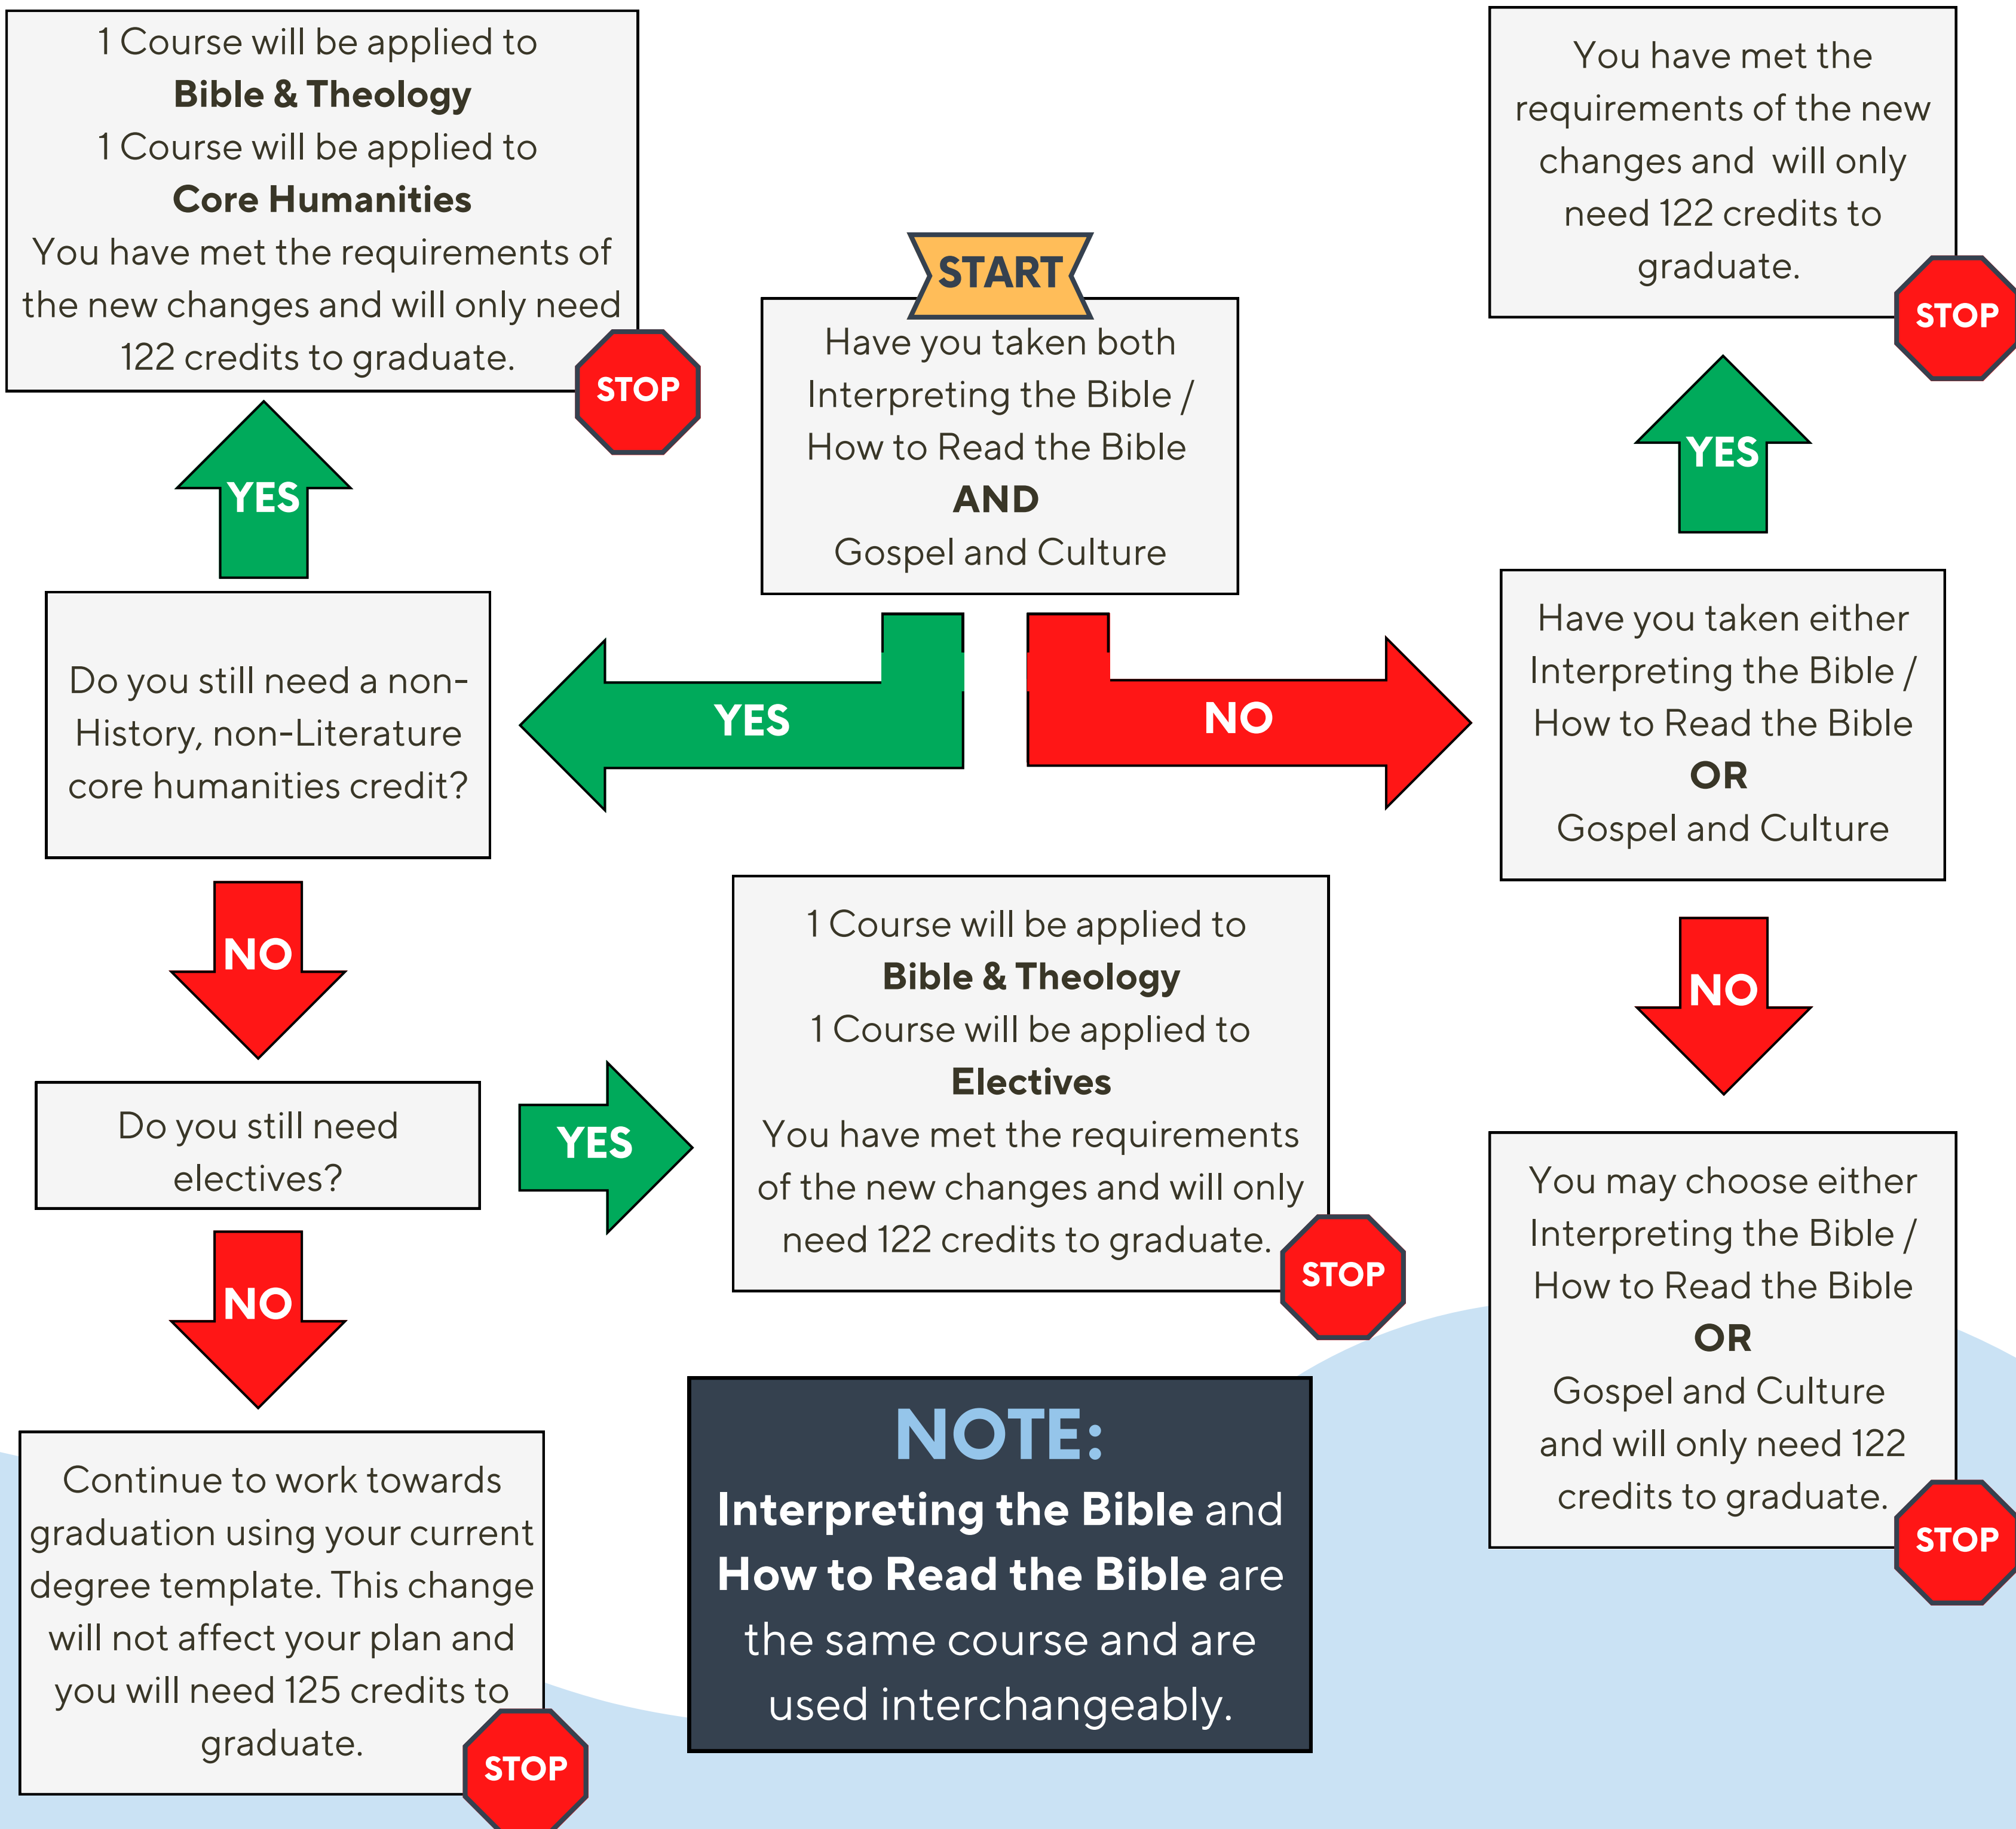 START
Have you taken both
Interpreting the Bible /
How to Read the Bible
AND
Gospel and Culture
YES
NO
Do you still need a non-
History, non-Literature
core humanities credit?
YES
1 Course will be applied to
Bible & Theology
1 Course will be applied to
Core Humanities
You have met the requirements of
the new changes and will only need
122 credits to graduate.
STOP
NO
Do you still need
electives?
YES
1 Course will be applied to
Bible & Theology
1 Course will be applied to
Electives
You have met the requirements
of the new changes and will only
need 122 credits to graduate.
STOP
NO
Continue to work towards
graduation using your current
degree template. This change
will not affect your plan and
you will need 125 credits to
graduate.
STOP
Have you taken either
Interpreting the Bible /
How to Read the Bible
OR
Gospel and Culture
YES
You have met the
requirements of the new
changes and will only
need 122 credits to
graduate.
STOP
NO
You may choose either
Interpreting the Bible /
How to Read the Bible
OR
Gospel and Culture
and will only need 122
credits to graduate.
STOP
NOTE:
Interpreting the Bible and
How to Read the Bible are
the same course and are
used interchangeably.